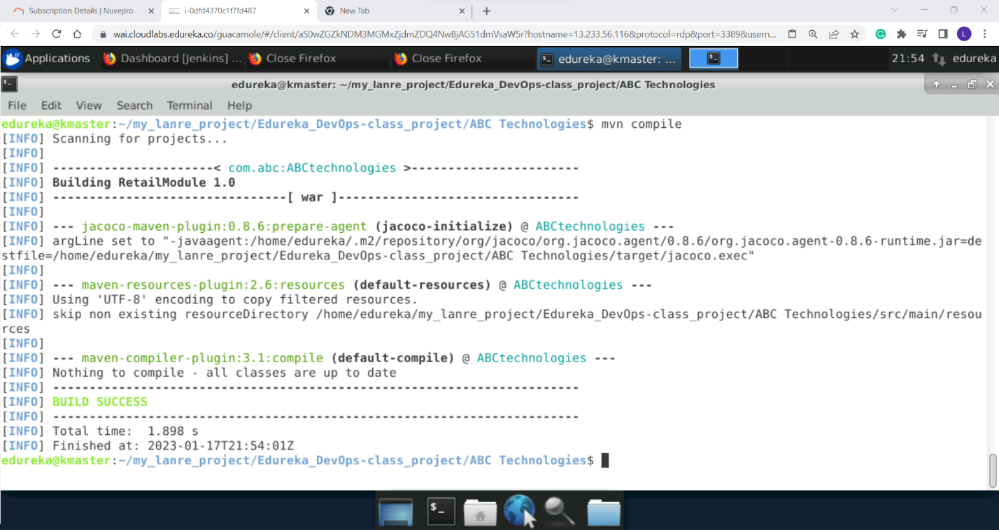 Subscription Details | Nuvepro
i-0dfd4370c1f7fd487
New Tab
wai.cloudlabs.edureka.co/guacamole/#/client/aS0wZGZkNDM3MGMxZjdmZDQ4NwBjAG51dmVsaW5r?hostname=13.233.56.116&protocol=rdp&port=3389&usern...
L
Applications
Dashboard [Jenkins] ...
Close Firefox
Close Firefox
edureka@kmaster: ...
21:54
edureka
edureka@kmaster: ~/my_lanre_project/Edureka_DevOps-class_project/ABC Technologies
File Edit View Search Terminal Help
edureka@kmaster:~/my_lanre_project/Edureka_DevOps-class_project/ABC Technologies$ mvn compile
[INFO] Scanning for projects...
[INFO]
[INFO] ----------------------< com.abc:ABCtechnologies >-----------------------
[INFO] Building RetailModule 1.0
[INFO] --------------------------------[ war ]---------------------------------
[INFO]
[INFO] --- jacoco-maven-plugin:0.8.6:prepare-agent (jacoco-initialize) @ ABCtechnologies ---
[INFO] argLine set to "-javaagent:/home/edureka/.m2/repository/org/jacoco/org.jacoco.agent/0.8.6/org.jacoco.agent-0.8.6-runtime.jar=de
stfile=/home/edureka/my_lanre_project/Edureka_DevOps-class_project/ABC Technologies/target/jacoco.exec"
[INFO]
[INFO] --- maven-resources-plugin:2.6:resources (default-resources) @ ABCtechnologies ---
[INFO] Using 'UTF-8' encoding to copy filtered resources.
[INFO] skip non existing resourceDirectory /home/edureka/my_lanre_project/Edureka_DevOps-class_project/ABC Technologies/src/main/resou
rces
[INFO]
[INFO] --- maven-compiler-plugin:3.1:compile (default-compile) @ ABCtechnologies ---
[INFO] Nothing to compile - all classes are up to date
[INFO] ------------------------------------------------------------------------
[INFO] BUILD SUCCESS
[INFO] ------------------------------------------------------------------------
[INFO] Total time:  1.898 s
[INFO] Finished at: 2023-01-17T21:54:01Z
edureka@kmaster:~/my_lanre_project/Edureka_DevOps-class_project/ABC Technologies$